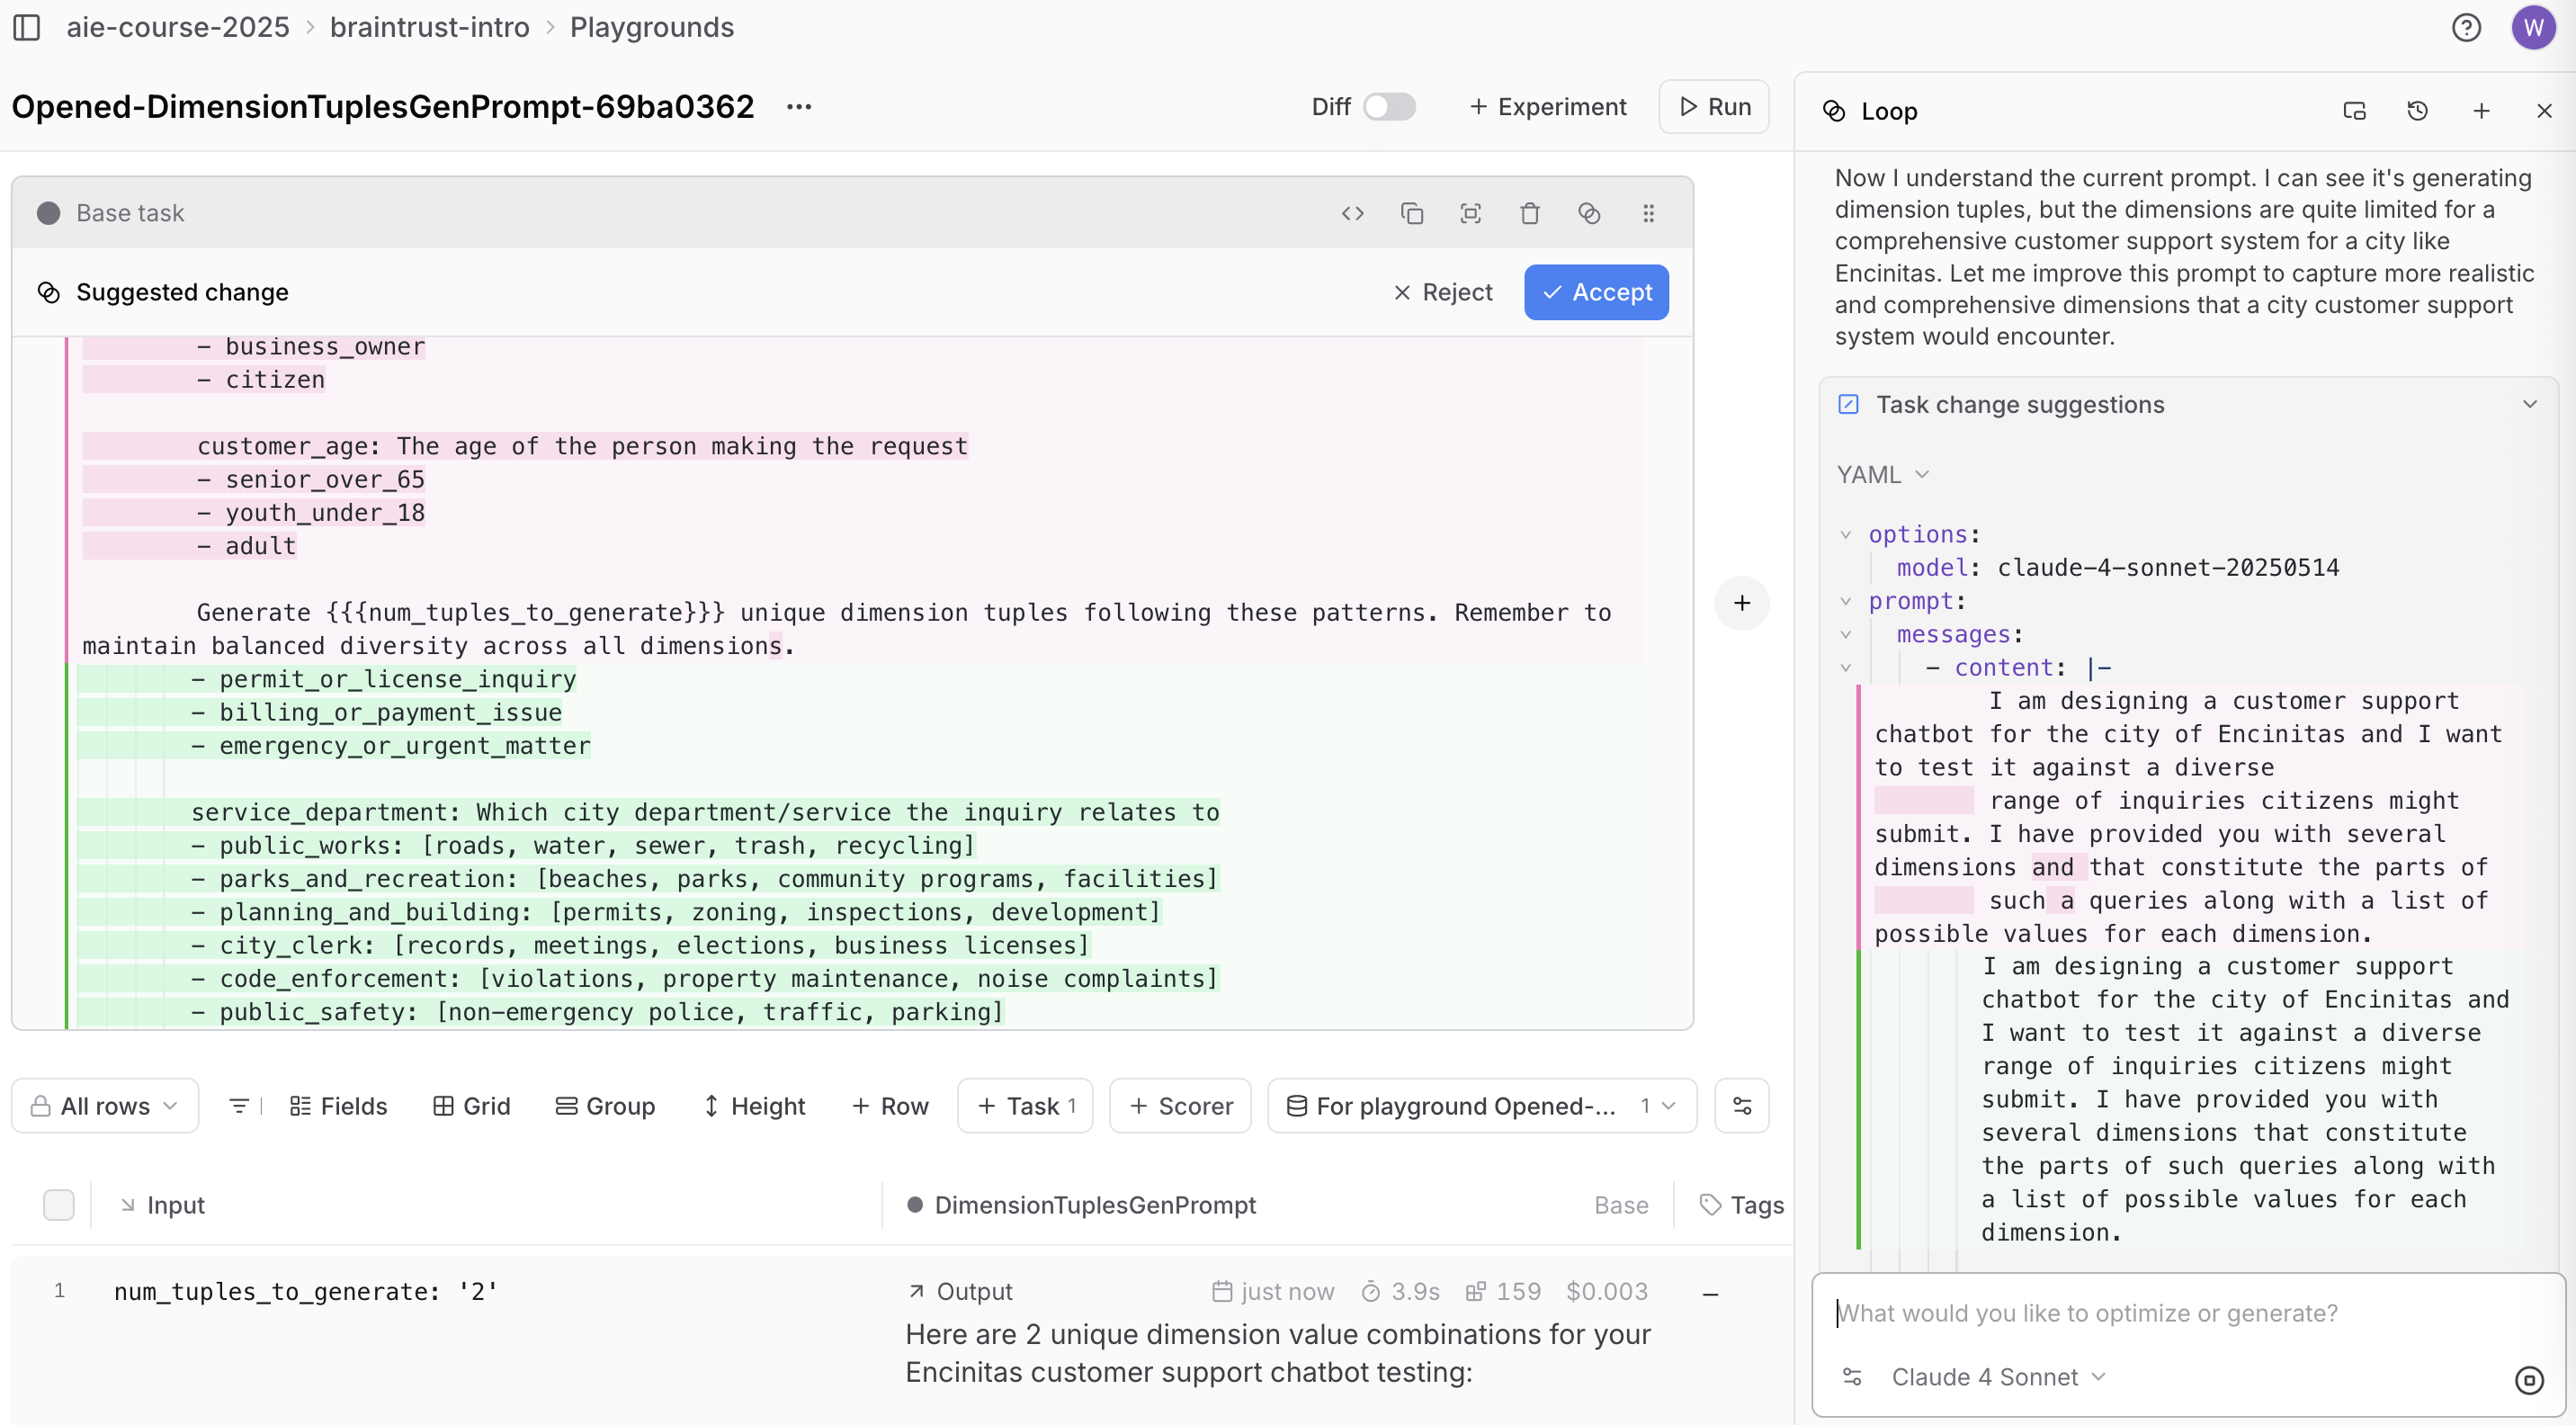 aie-course-2025 > braintrust-intro > Playgrounds
W
Opened-DimensionTuplesGenPrompt-69ba0362
Diff
+ Experiment
Run
Base task
Suggested change
Reject
Accept
- business_owner
- citizen
customer_age: The age of the person making the request
- senior_over_65
- youth_under_18
- adult
Generate {{{num_tuples_to_generate}}} unique dimension tuples following these patterns. Remember to
maintain balanced diversity across all dimensions.
- permit_or_license_inquiry
- billing_or_payment_issue
- emergency_or_urgent_matter
service_department: Which city department/service the inquiry relates to
- public_works: [roads, water, sewer, trash, recycling]
- parks_and_recreation: [beaches, parks, community programs, facilities]
- planning_and_building: [permits, zoning, inspections, development]
- city_clerk: [records, meetings, elections, business licenses]
- code_enforcement: [violations, property maintenance, noise complaints]
- public_safety: [non-emergency police, traffic, parking]
All rows
Fields
Grid
Group
Height
+ Row
+ Task 1
+ Scorer
For playground Opened-... 1
Input
DimensionTuplesGenPrompt
Base
Tags
1
num_tuples_to_generate: '2'
Output
just now
3.9s
159
$0.003
–
Here are 2 unique dimension value combinations for your
Encinitas customer support chatbot testing:
Loop
Now I understand the current prompt. I can see it's generating
dimension tuples, but the dimensions are quite limited for a
comprehensive customer support system for a city like
Encinitas. Let me improve this prompt to capture more realistic
and comprehensive dimensions that a city customer support
system would encounter.
Task change suggestions
YAML
options:
model: claude-4-sonnet-20250514
prompt:
messages:
- content: |-
I am designing a customer support
chatbot for the city of Encinitas and I want
to test it against a diverse
range of inquiries citizens might
submit. I have provided you with several
dimensions and that constitute the parts of
such a queries along with a list of
possible values for each dimension.
I am designing a customer support
chatbot for the city of Encinitas and
I want to test it against a diverse
range of inquiries citizens might
submit. I have provided you with
several dimensions that constitute
the parts of such queries along with
a list of possible values for each
dimension.
What would you like to optimize or generate?
Claude 4 Sonnet